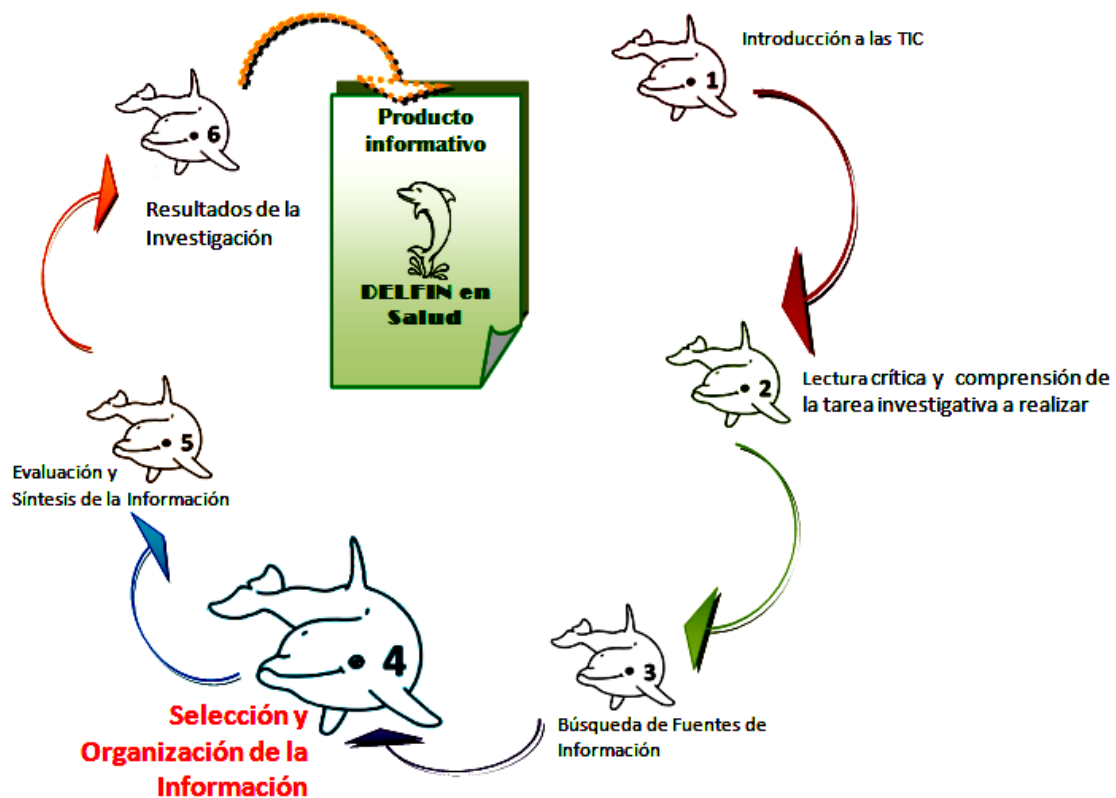 1
Introducción a las TIC
2
Lectura crítica y comprensión de
la tarea investigativa a realizar
3
Búsqueda de Fuentes de
Información
4
Selección y
Organización de la
Información
5
Evaluación y
Síntesis de la Información
6
Resultados de la
Investigación
Producto
informativo
DELFIN en
Salud